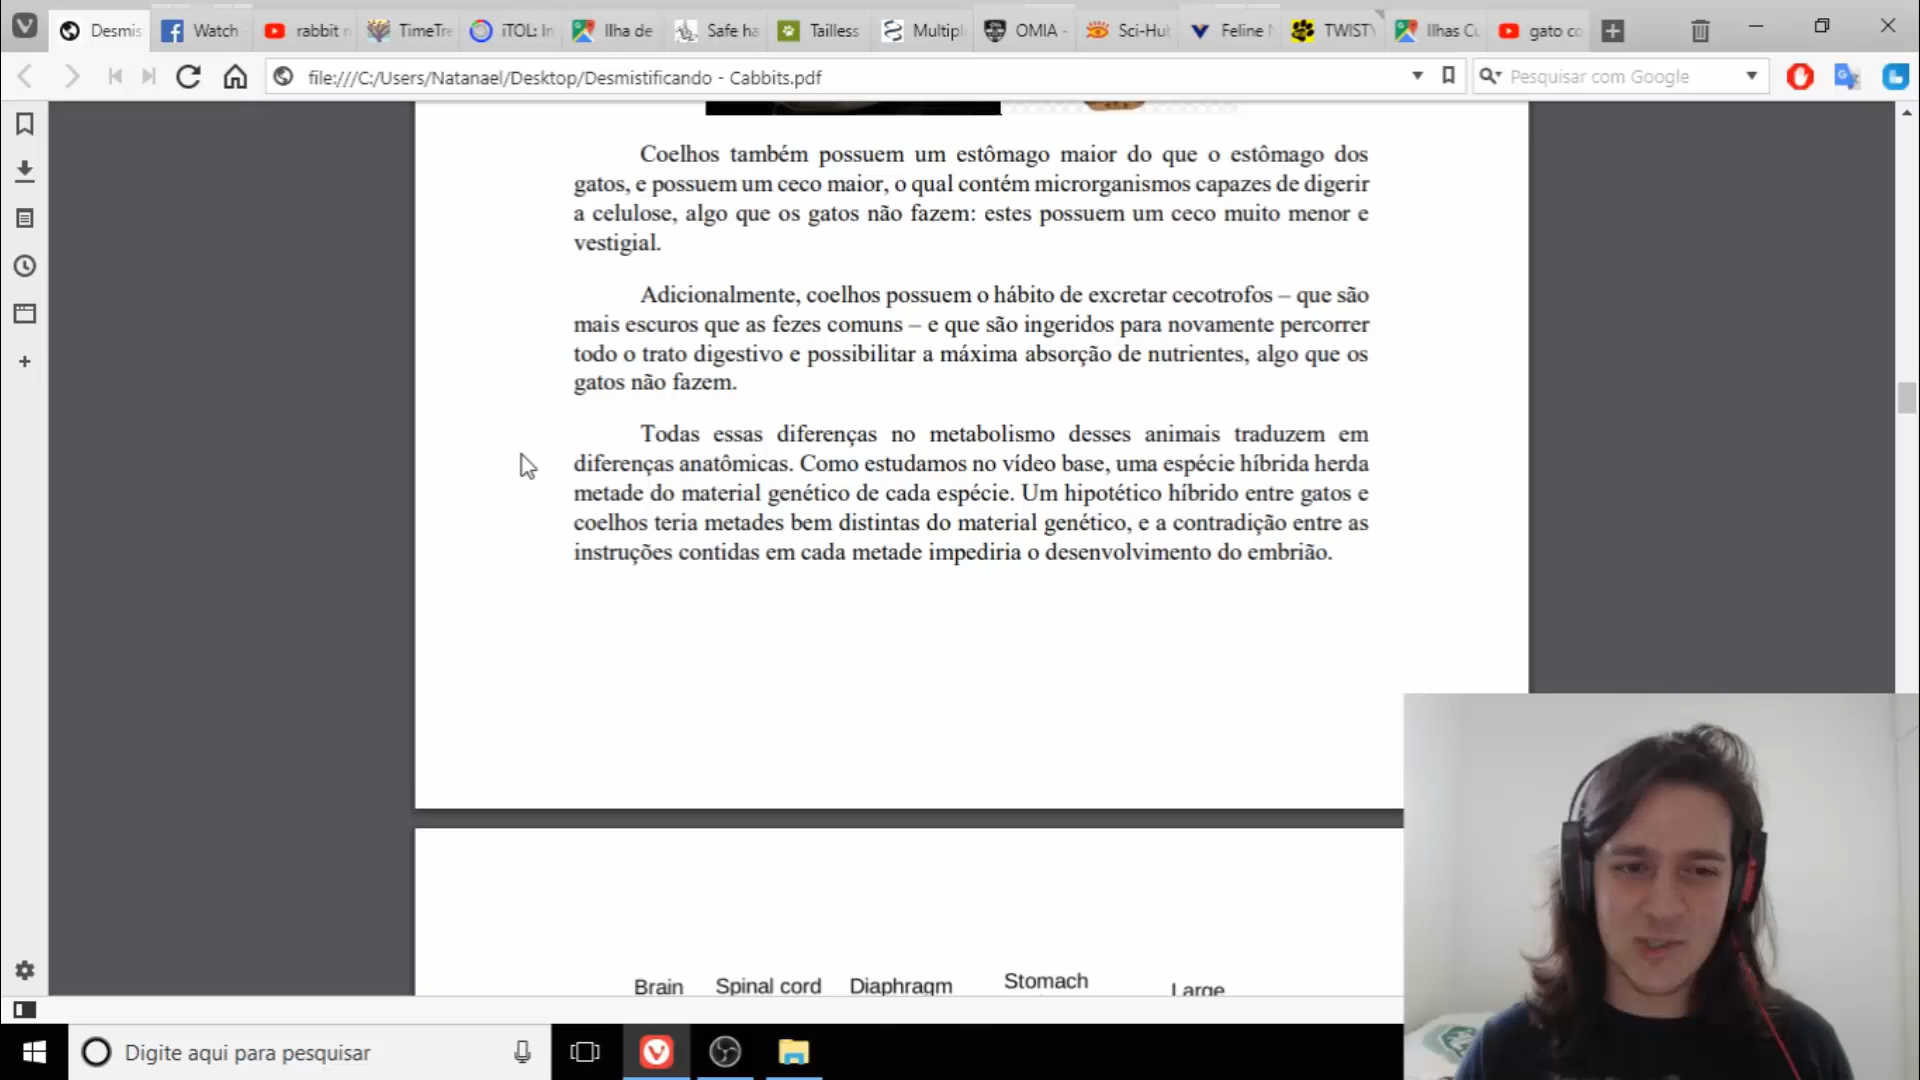 Desmis
Watch
rabbit
TimeTre
iTOL: In
Ilha de
Safe ha
Tailless
Multipl
OMIA -
Sci-Hu
Feline
TWIST
Ilhas Cu
gato co
file:///C:/Users/Natanael/Desktop/Desmistificando - Cabbits.pdf
Pesquisar com Google
Coelhos também possuem um estômago maior do que o estômago dos
gatos, e possuem um ceco maior, o qual contém microrganismos capazes de digerir
a celulose, algo que os gatos não fazem: estes possuem um ceco muito menor e
vestigial.
Adicionalmente, coelhos possuem o hábito de excretar cecotrofos – que são
mais escuros que as fezes comuns – e que são ingeridos para novamente percorrer
todo o trato digestivo e possibilitar a máxima absorção de nutrientes, algo que os
gatos não fazem.
Todas essas diferenças no metabolismo desses animais traduzem em
diferenças anatômicas. Como estudamos no vídeo base, uma espécie híbrida herda
metade do material genético de cada espécie. Um hipotético híbrido entre gatos e
coelhos teria metades bem distintas do material genético, e a contradição entre as
instruções contidas em cada metade impediria o desenvolvimento do embrião.
Brain
Spinal cord
Diaphragm
Stomach
Large
Digite aqui para pesquisar